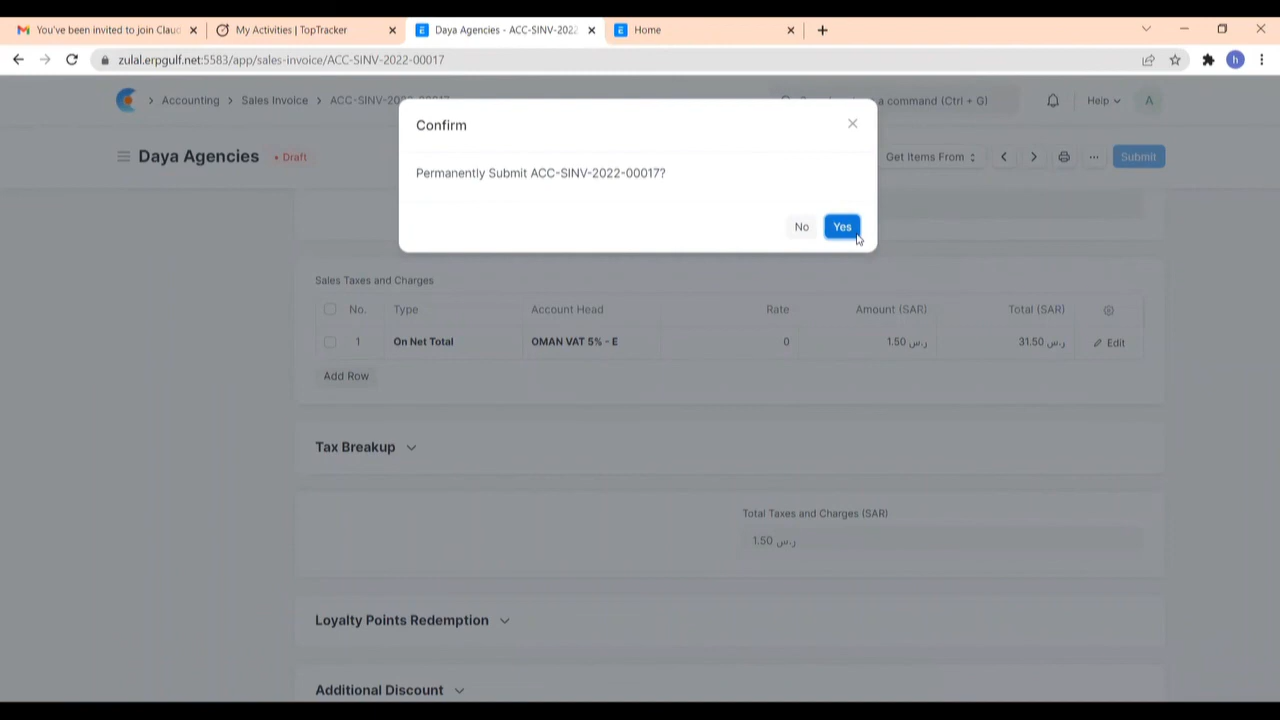 You've been invited to join Clauc
My Activities | TopTracker
Daya Agencies - ACC-SINV-2022
Home
zulal.erpgulf.net:5583/app/sales-invoice/ACC-SINV-2022-00017
h
Accounting
Sales Invoice
ACC-SINV-2022-00017
a command (Ctrl + G)
Help
A
Daya Agencies
Draft
Get Items From
Submit
Confirm
Permanently Submit ACC-SINV-2022-00017?
No
Yes
Sales Taxes and Charges
No. Type Account Head Rate Amount (SAR) Total (SAR)
1 On Net Total OMAN VAT 5% - E 0 1.50 ر.س 31.50 ر.س Edit
Add Row
Tax Breakup
Total Taxes and Charges (SAR)
1.50 ر.س
Loyalty Points Redemption
Additional Discount